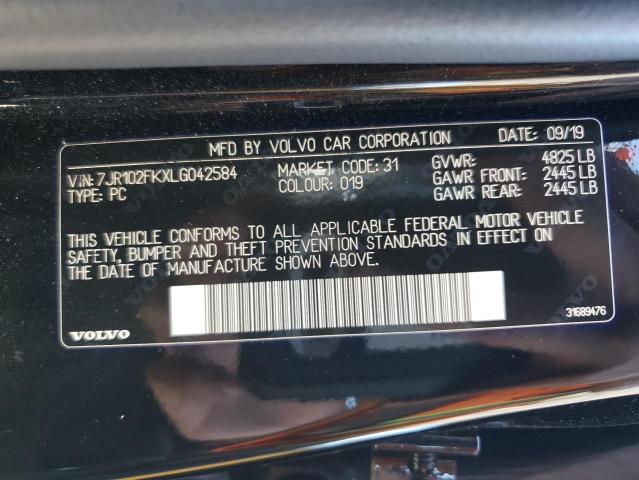 MFD BY VOLVO CAR CORPORATION DATE: 09/19
VIN: 7JR102FKXLG042584 MARKET CODE: 31 GVWR: 4825 LB
TYPE: PC COLOUR: 019 GAWR FRONT: 2445 LB
GAWR REAR: 2445 LB
THIS VEHICLE CONFORMS TO ALL APPLICABLE FEDERAL MOTOR VEHICLE
SAFETY, BUMPER AND THEFT PREVENTION STANDARDS IN EFFECT ON
THE DATE OF MANUFACTURE SHOWN ABOVE.
VOLVO 31689476